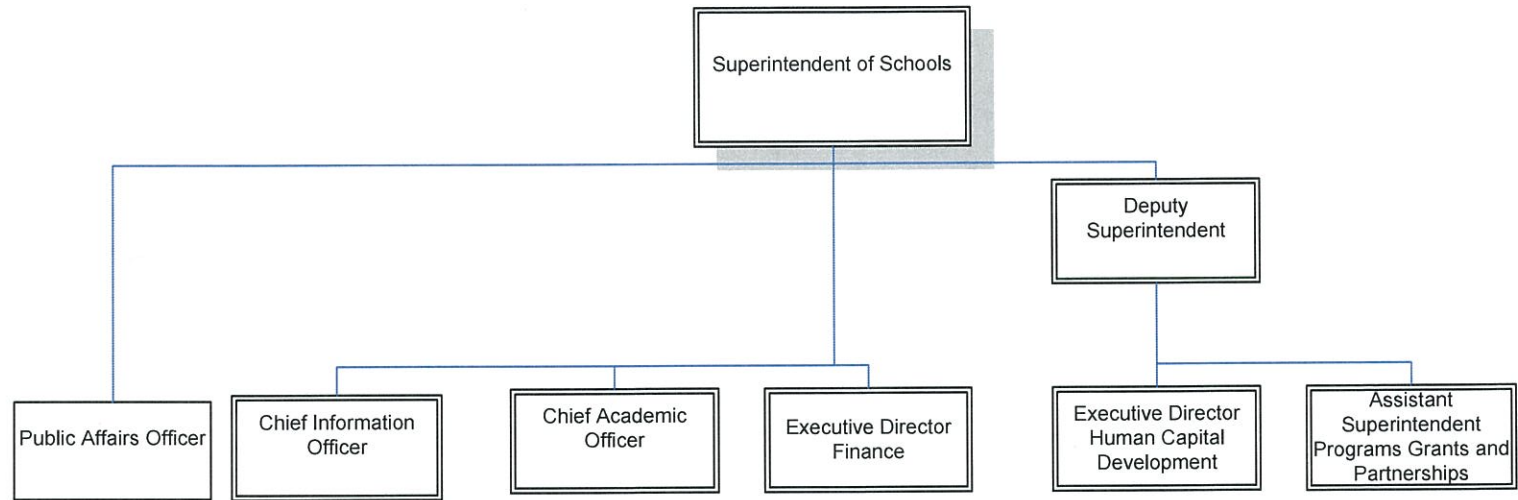 Superintendent of Schools
Deputy
Superintendent
Public Affairs Officer
Chief Information
Officer
Chief Academic
Officer
Executive Director
Finance
Executive Director
Human Capital
Development
Assistant
Superintendent
Programs Grants and
Partnerships